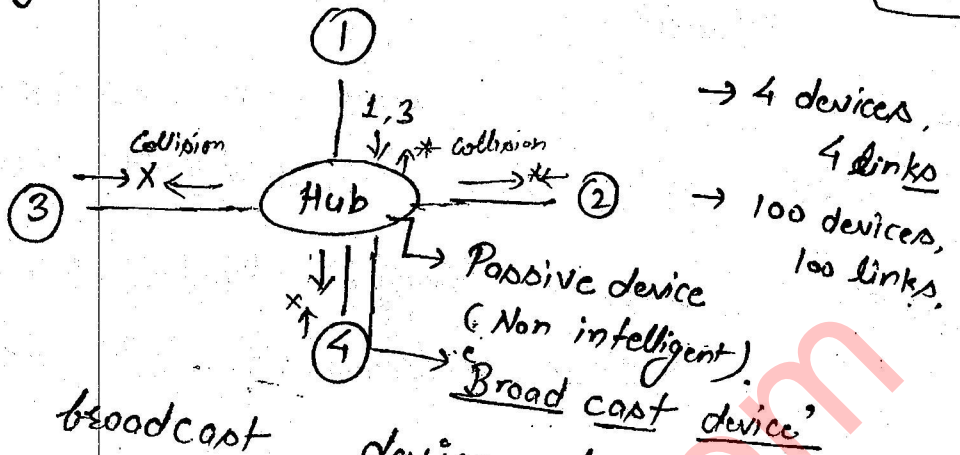 1
1, 3
→ 4 devices,
4 links
Collision
X
* Collision
*
3
Hub
2
→ 100 devices,
100 links.
→ Passive device
(Non intelligent).
x
4
Broad cast device'
broadcast